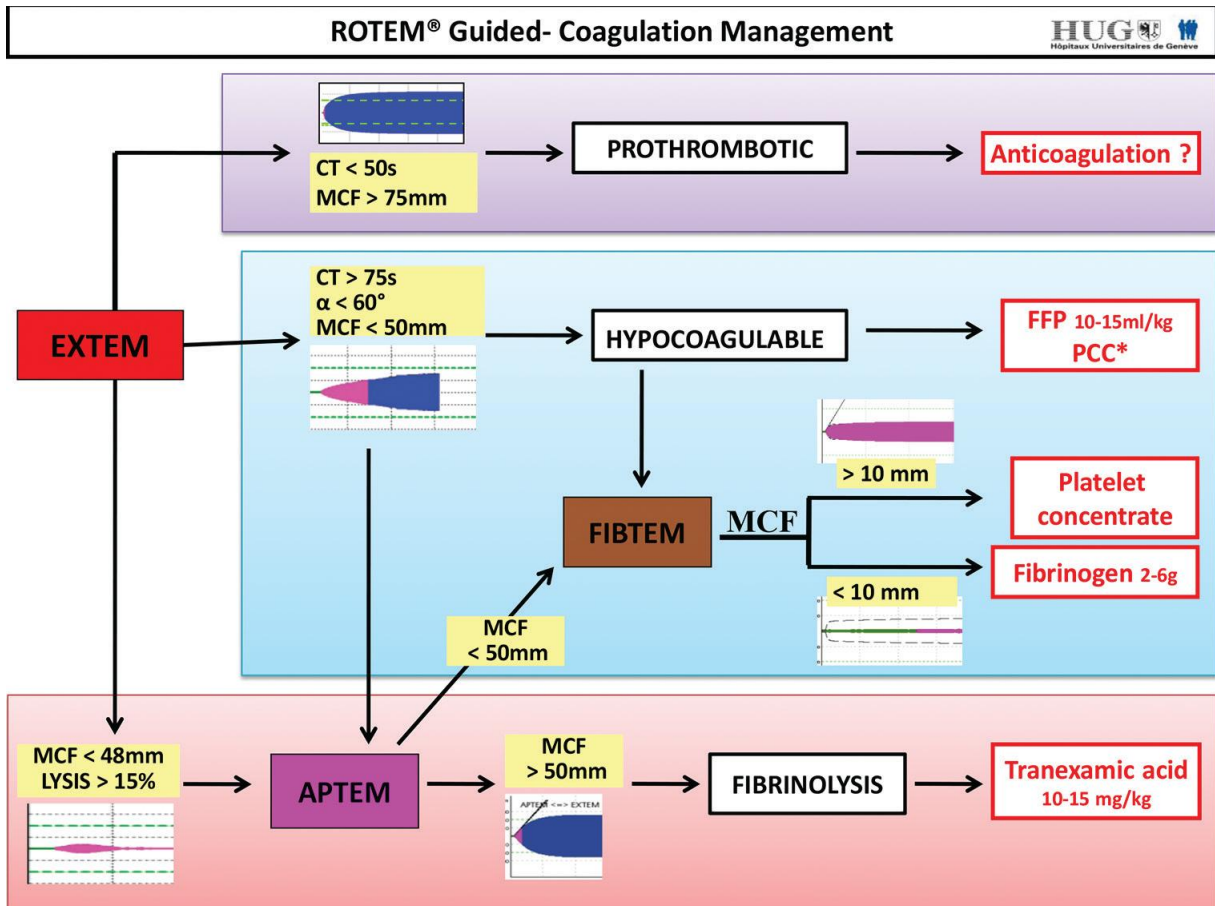 ROTEM® Guided- Coagulation Management
HUG
Hôpitaux Universitaires de Genève
CT < 50s
MCF > 75mm
PROTHROMBOTIC
Anticoagulation ?
EXTEM
CT > 75s
α < 60°
MCF < 50mm
HYPOCOAGULABLE
FFP 10-15ml/kg
PCC*
> 10 mm
FIBTEM
MCF
Platelet
concentrate
Fibrinogen 2-6g
< 10 mm
MCF
< 50mm
MCF < 48mm
LYSIS > 15%
APTEM
MCF
> 50mm
APTEM <=> EXTEM
FIBRINOLYSIS
Tranexamic acid
10-15 mg/kg